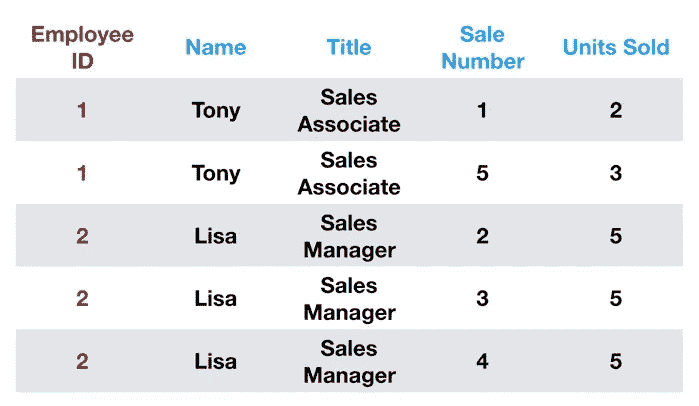 Employee ID Name Title Sale Number Units Sold
1 Tony Sales Associate 1 2
1 Tony Sales Associate 5 3
2 Lisa Sales Manager 2 5
2 Lisa Sales Manager 3 5
2 Lisa Sales Manager 4 5